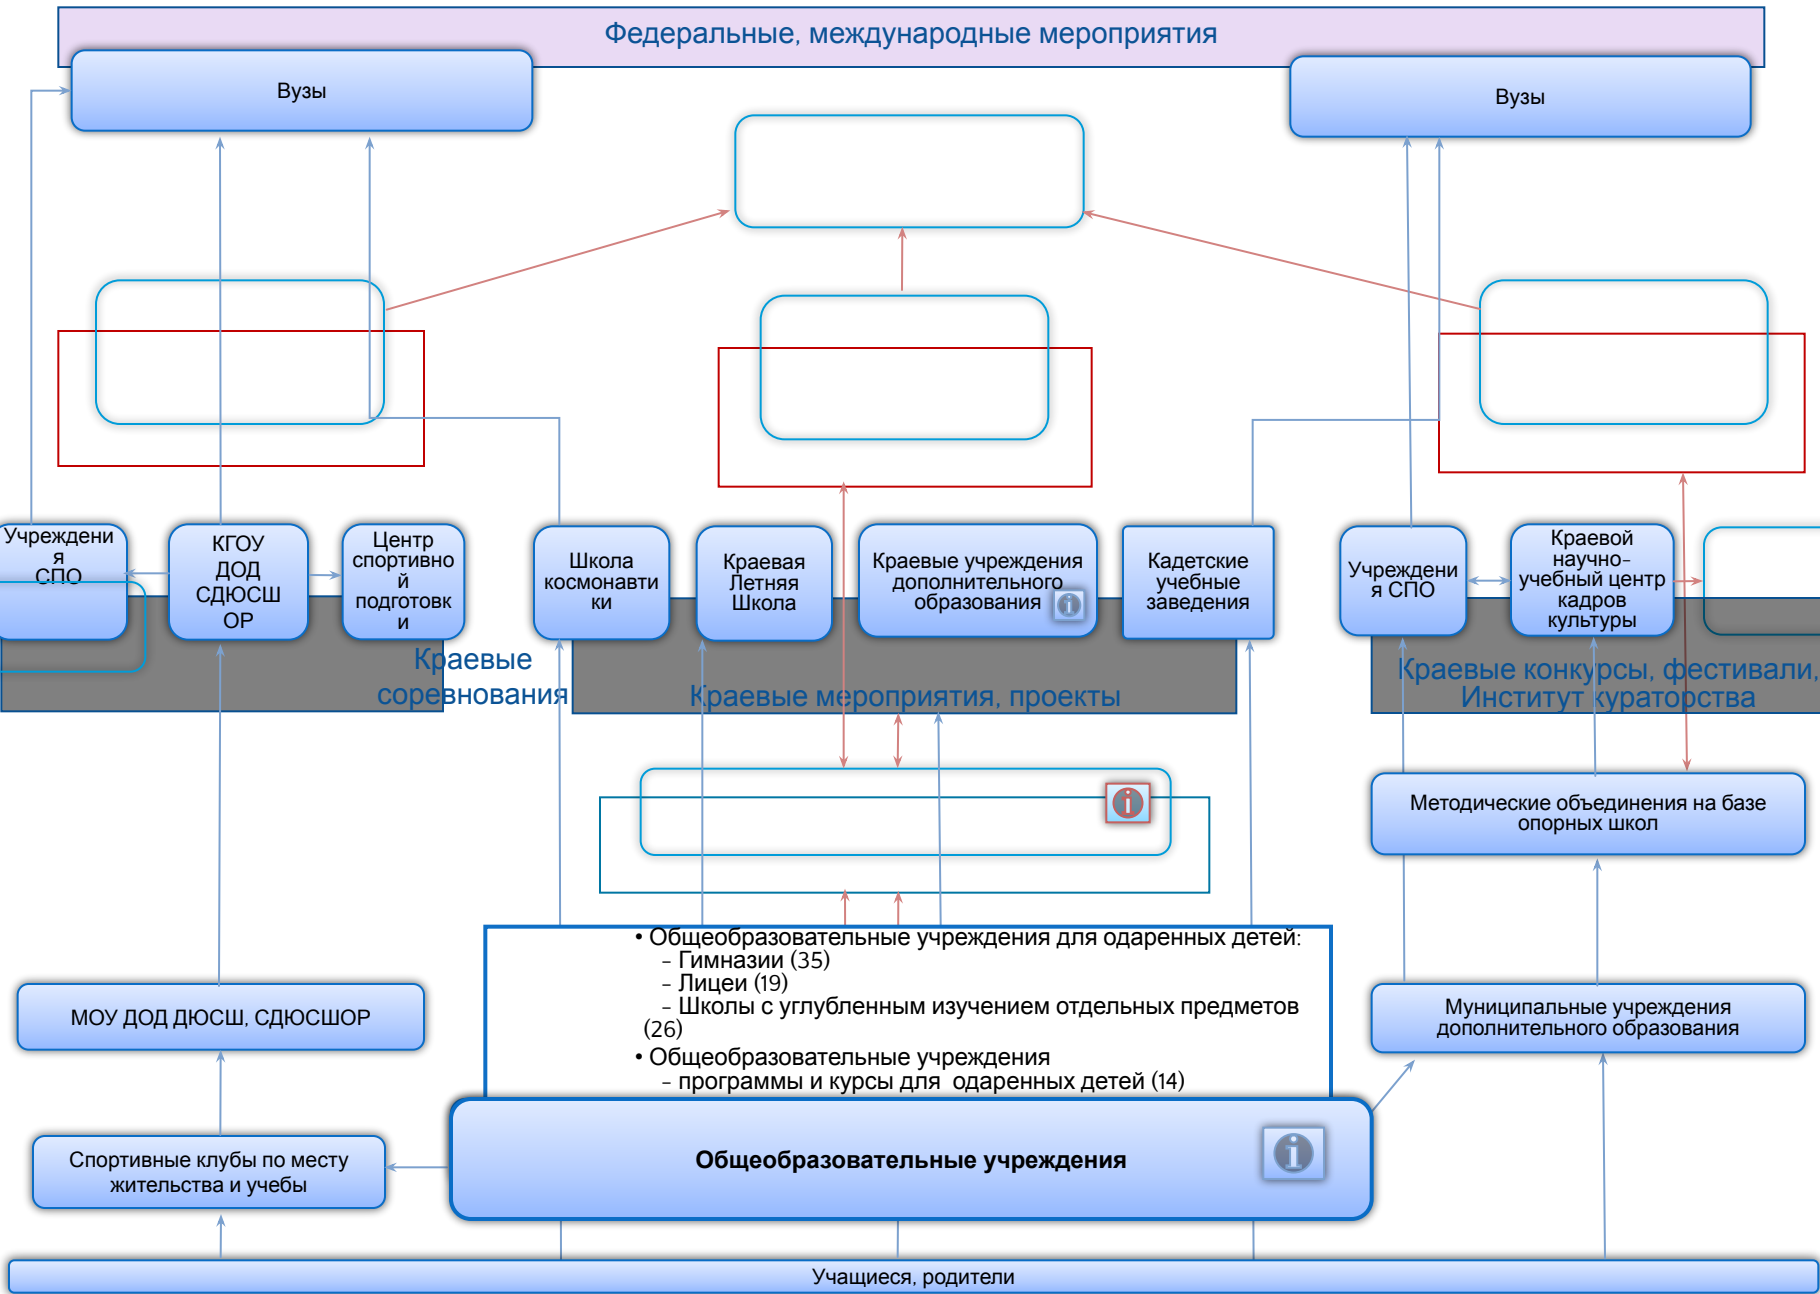 Федеральные, международные мероприятия
Вузы
Вузы
Учреждени
я
СПО
КГОУ
ДОД
СДЮСШ
ОР
Центр
спортивно
й
подготовк
и
Школа
космонавти
ки
Краевая
Летняя
Школа
Краевые учреждения
дополнительного
образования
Кадетские
учебные
заведения
Учреждени
я СПО
Краевой
научно-
учебный центр
кадров
культуры
Краевые
соревнования
Краевые мероприятия, проекты
Краевые конкурсы, фестивали,
Институт кураторства
Методические объединения на базе
опорных школ
• Общеобразовательные учреждения для одаренных детей:
- Гимназии (35)
- Лицеи (19)
- Школы с углубленным изучением отдельных предметов
(26)
• Общеобразовательные учреждения
- программы и курсы для одаренных детей (14)
МОУ ДОД ДЮСШ, СДЮСШОР
Муниципальные учреждения
дополнительного образования
Общеобразовательные учреждения
Спортивные клубы по месту
жительства и учебы
Учащиеся, родители